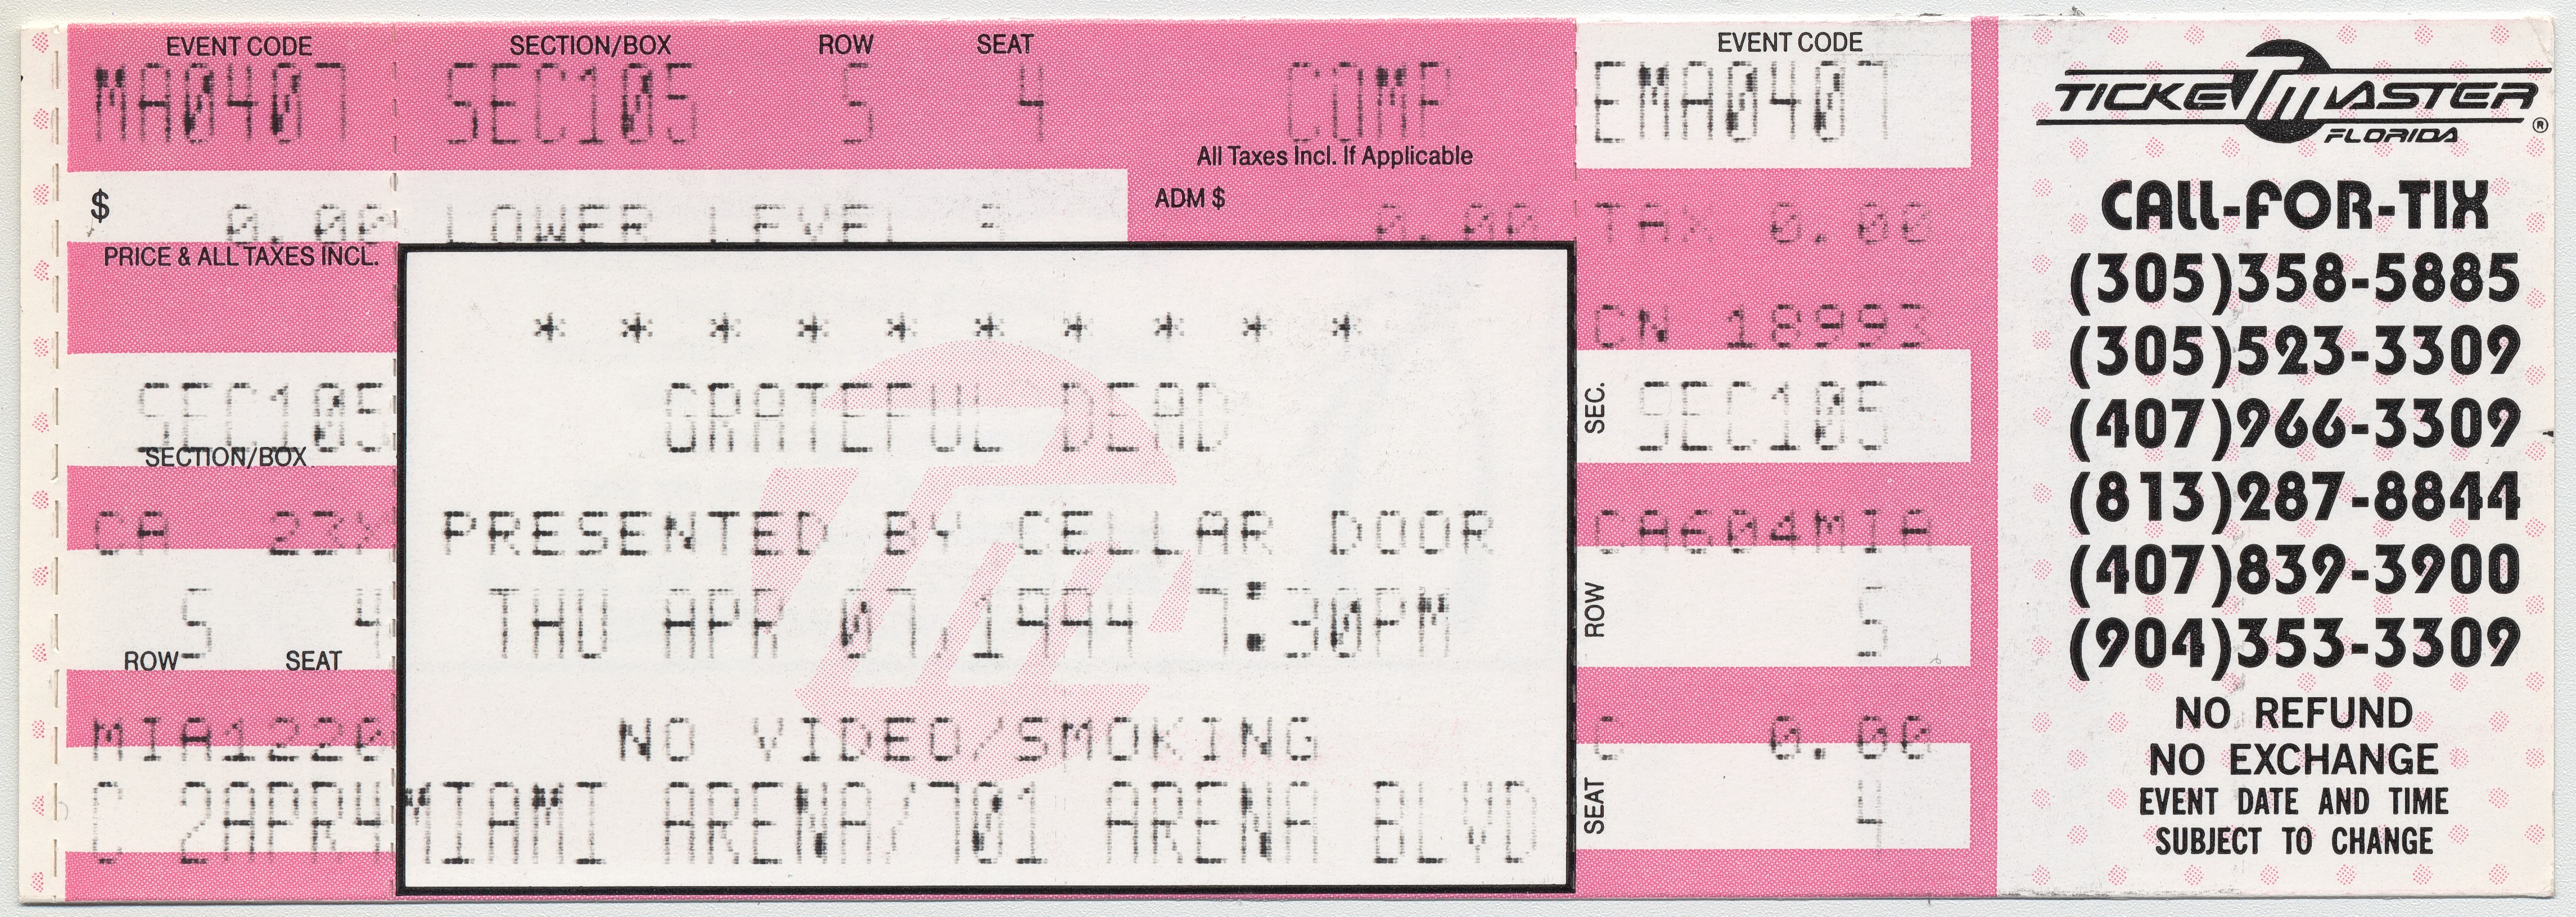 EVENT CODE SECTION/BOX ROW SEAT
MA0407 SEC105 S 4 COMP
All Taxes Incl. If Applicable
$ 0.00 LOWER LEVEL S ADM $ 0.00
PRICE & ALL TAXES INCL.
* * * * * * * * * *
SEC105
SECTION/BOX
CA 23X
S 4
ROW SEAT
MIA1220
C 2APR4
GRATEFUL DEAD
PRESENTED BY CELLAR DOOR
THU APR 07,1994 7:30PM
NO VIDEO/SMOKING
MIAMI ARENA/701 ARENA BLVD
EVENT CODE
EMA0407
TAX 0.00
CN 18993
SEC. SEC105
CA604MIA
ROW S
C 0.00
SEAT 4
TICKETMASTER®
FLORIDA
CALL-FOR-TIX
(305)358-5885
(305)523-3309
(407)966-3309
(813)287-8844
(407)839-3900
(904)353-3309
NO REFUND
NO EXCHANGE
EVENT DATE AND TIME
SUBJECT TO CHANGE